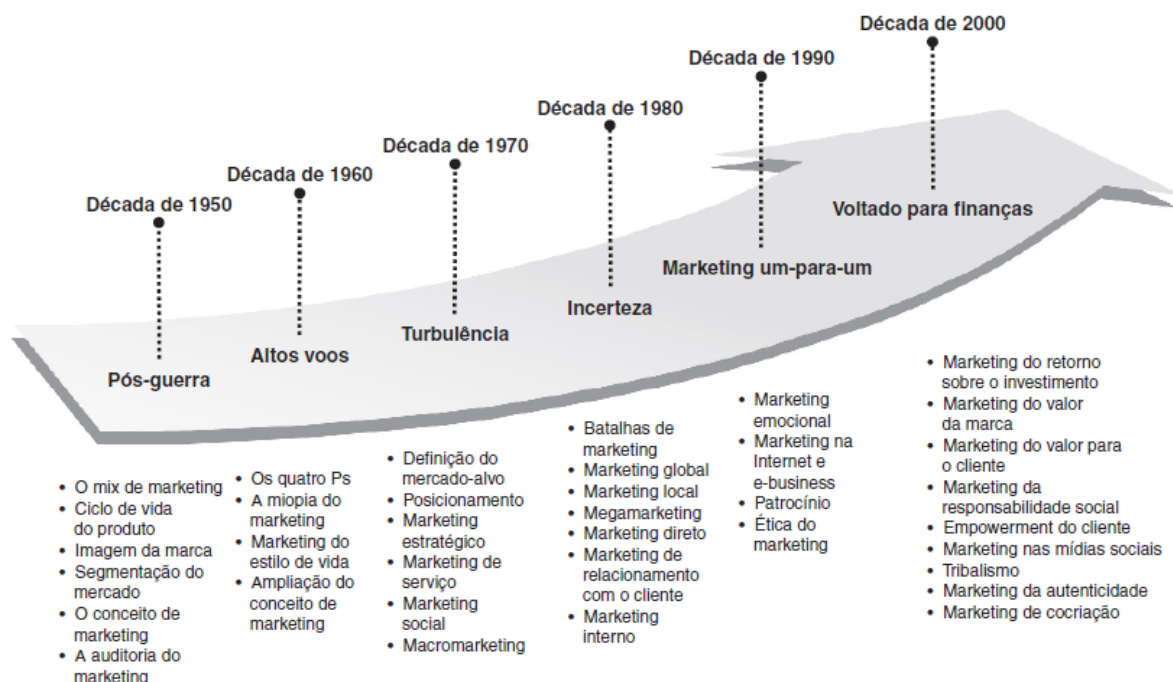 Década de 1950
Pós-guerra
• O mix de marketing
• Ciclo de vida
do produto
• Imagem da marca
• Segmentação do
mercado
• O conceito de
marketing
• A auditoria do
marketing
Década de 1960
Altos voos
• Os quatro Ps
• A miopia do
marketing
• Marketing do
estilo de vida
• Ampliação do
conceito de
marketing
Década de 1970
Turbulência
• Definição do
mercado-alvo
• Posicionamento
• Marketing
estratégico
• Marketing de
serviço
• Marketing
social
• Macromarketing
Década de 1980
Incerteza
• Batalhas de
marketing
• Marketing global
• Marketing local
• Megamarketing
• Marketing direto
• Marketing de
relacionamento
com o cliente
• Marketing
interno
Década de 1990
Marketing um-para-um
• Marketing
emocional
• Marketing na
Internet e
e-business
• Patrocínio
• Ética do
marketing
Década de 2000
Voltado para finanças
• Marketing do retorno
sobre o investimento
• Marketing do valor
da marca
• Marketing do valor para
o cliente
• Marketing da
responsabilidade social
• Empowerment do cliente
• Marketing nas mídias sociais
• Tribalismo
• Marketing da autenticidade
• Marketing de cocriação